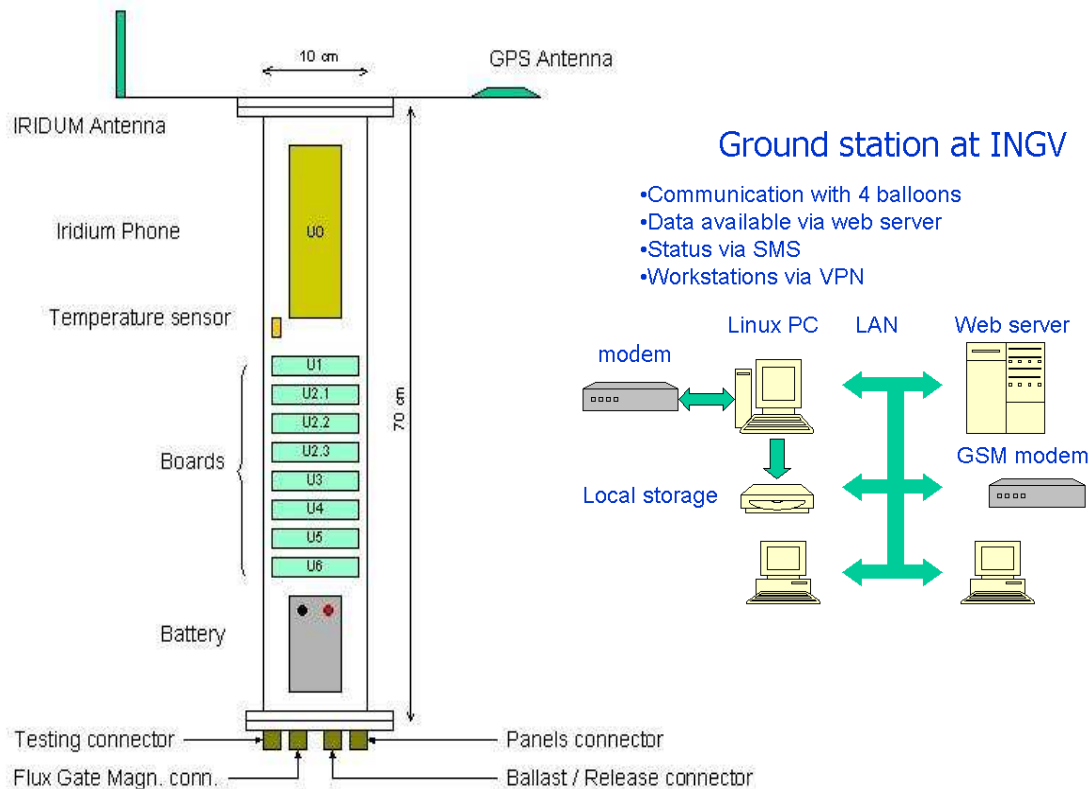 10 cm
GPS Antenna
IRIDUM Antenna
Iridium Phone
U0
Temperature sensor
U1
U2.1
U2.2
U2.3
U3
U4
U5
U6
Boards
70 cm
Battery
Testing connector
Panels connector
Flux Gate Magn. conn.
Ballast / Release connector
Ground station at INGV
•Communication with 4 balloons
•Data available via web server
•Status via SMS
•Workstations via VPN
Linux PC
LAN
Web server
modem
GSM modem
Local storage